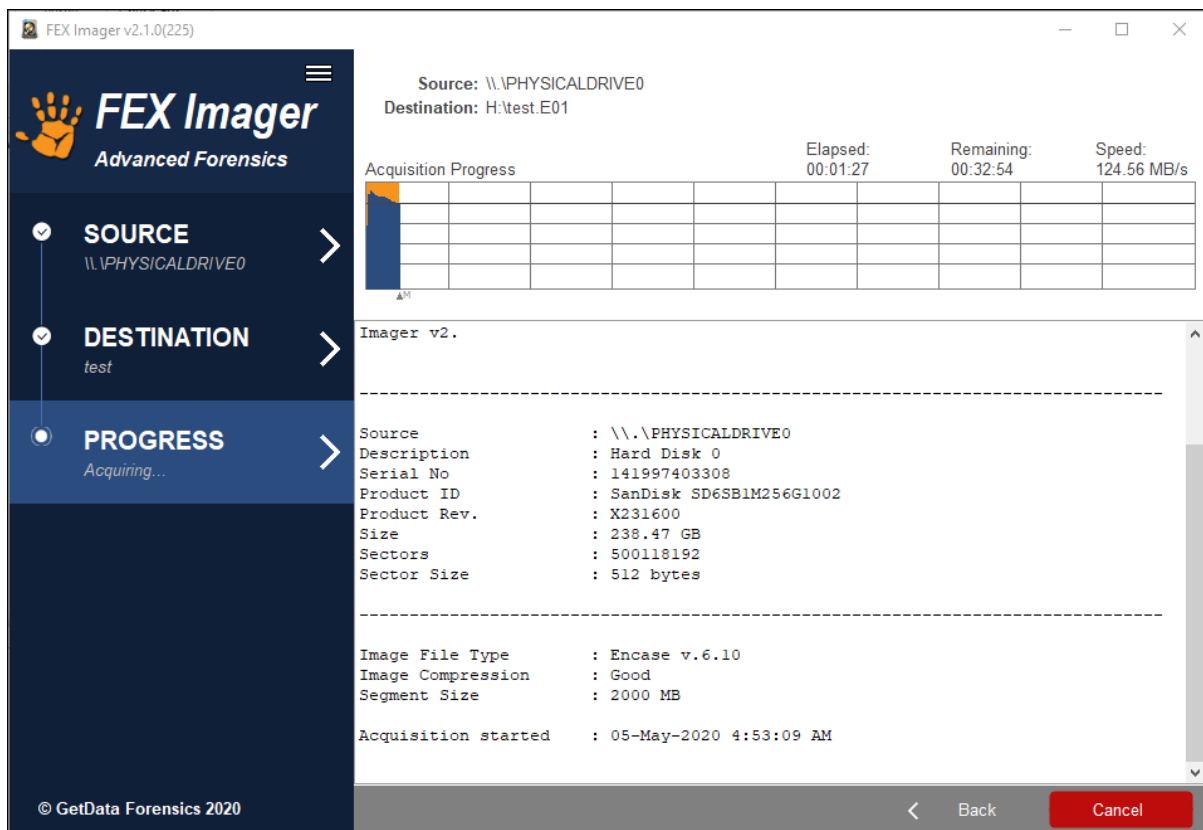 FEX Imager v2.1.0(225)
FEX Imager
Advanced Forensics
SOURCE
\\.\PHYSICALDRIVE0
DESTINATION
test
PROGRESS
Acquiring...
© GetData Forensics 2020
Source: \\.\PHYSICALDRIVE0
Destination: H:\test.E01
Acquisition Progress
Elapsed:
00:01:27
Remaining:
00:32:54
Speed:
124.56 MB/s
M
Imager v2.
--------------------------------------------------------------------------------
Source : \\.\PHYSICALDRIVE0
Description : Hard Disk 0
Serial No : 141997403308
Product ID : SanDisk SD6SB1M256G1002
Product Rev. : X231600
Size : 238.47 GB
Sectors : 500118192
Sector Size : 512 bytes
--------------------------------------------------------------------------------
Image File Type : Encase v.6.10
Image Compression : Good
Segment Size : 2000 MB
Acquisition started : 05-May-2020 4:53:09 AM
Back
Cancel